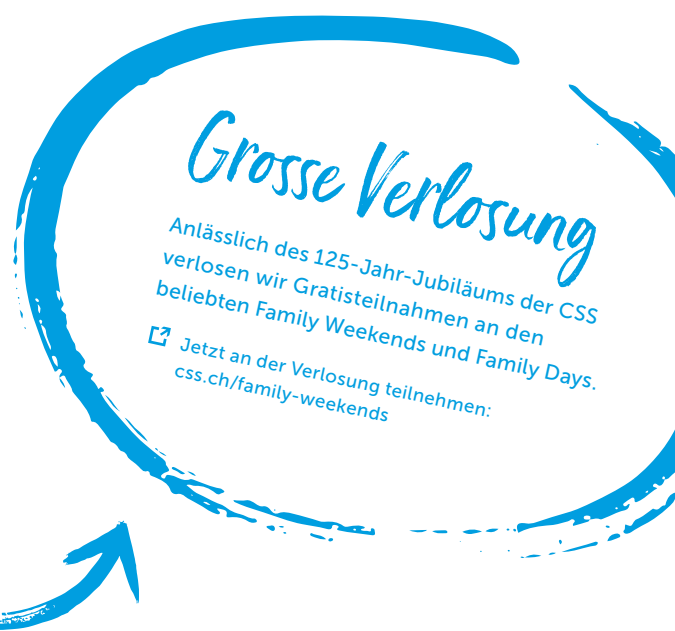 Grosse Verlosung
Anlässlich des 125-Jahr-Jubiläums der CSS
verlosen wir Gratisteilnahmen an den
beliebten Family Weekends und Family Days.
Jetzt an der Verlosung teilnehmen:
css.ch/family-weekends